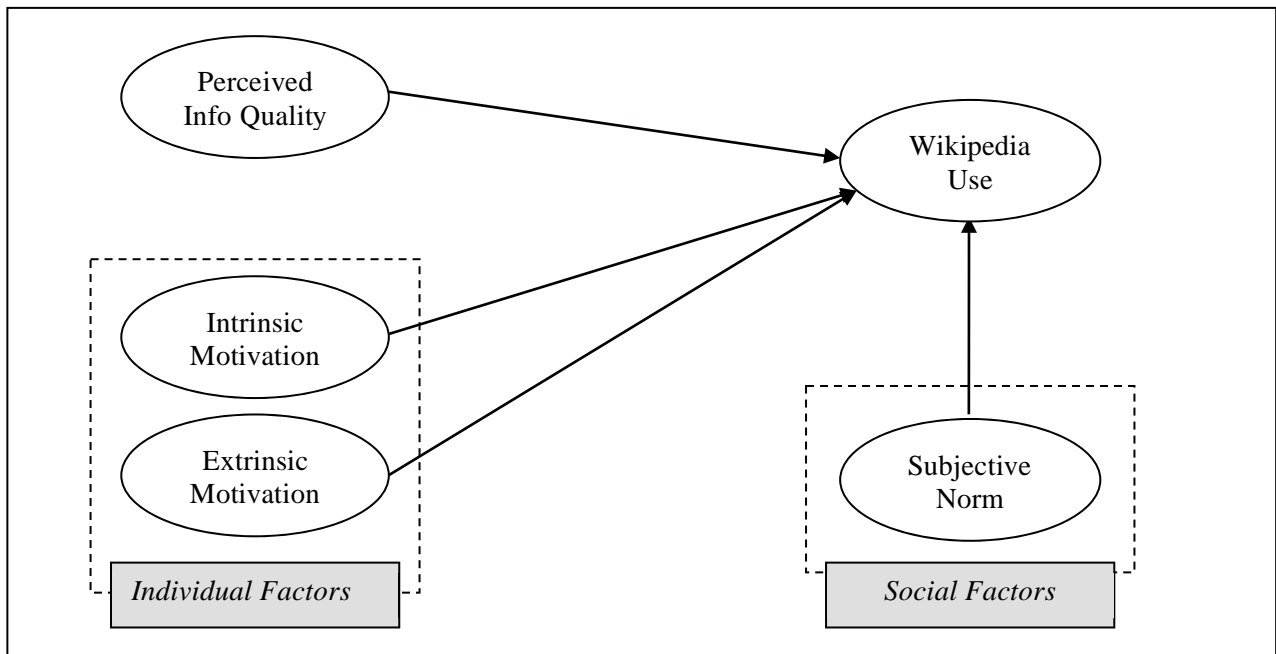 Perceived
Info Quality
Wikipedia
Use
Intrinsic
Motivation
Extrinsic
Motivation
Subjective
Norm
Individual Factors
Social Factors